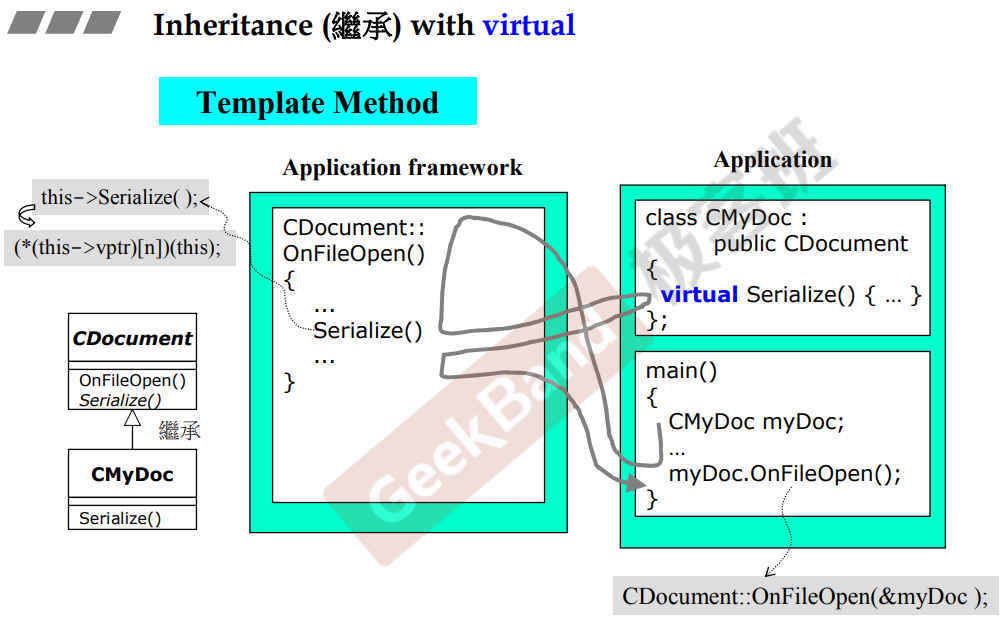 Inheritance (繼承) with virtual
Template Method
Application framework
Application
this->Serialize( );
(*(this->vptr)[n])(this);
CDocument::
OnFileOpen()
{
...
Serialize()
...
}
class CMyDoc :
public CDocument
{
virtual Serialize() { ... }
};
main()
{
CMyDoc myDoc;
...
myDoc.OnFileOpen();
}
CDocument
OnFileOpen()
Serialize()
繼承
CMyDoc
Serialize()
CDocument::OnFileOpen(&myDoc );
GeekBand
极客班